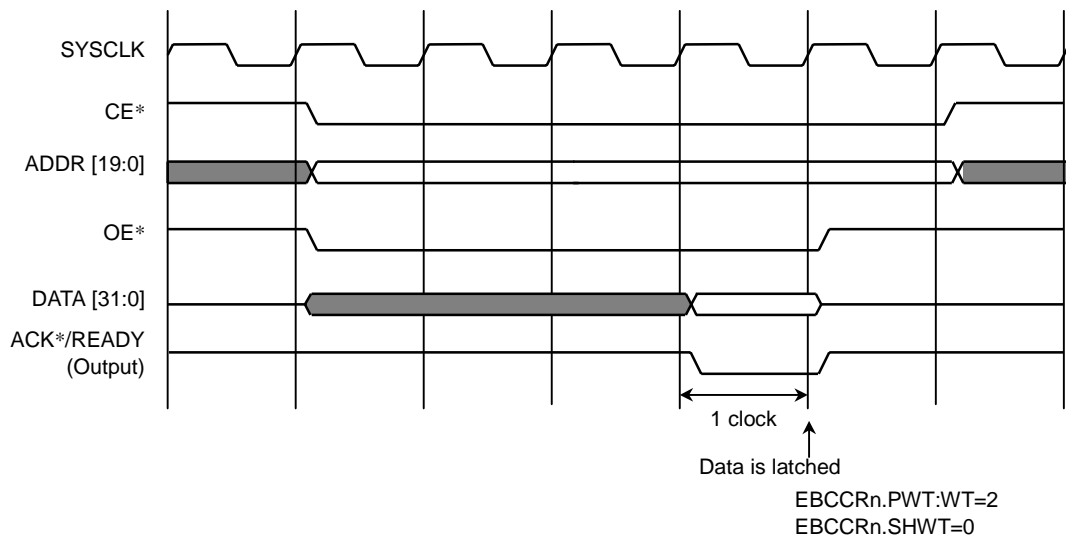 SYSCLK
CE*
ADDR [19:0]
OE*
DATA [31:0]
ACK*/READY
(Output)
1 clock
Data is latched
EBCCRn.PWT:WT=2
EBCCRn.SHWT=0